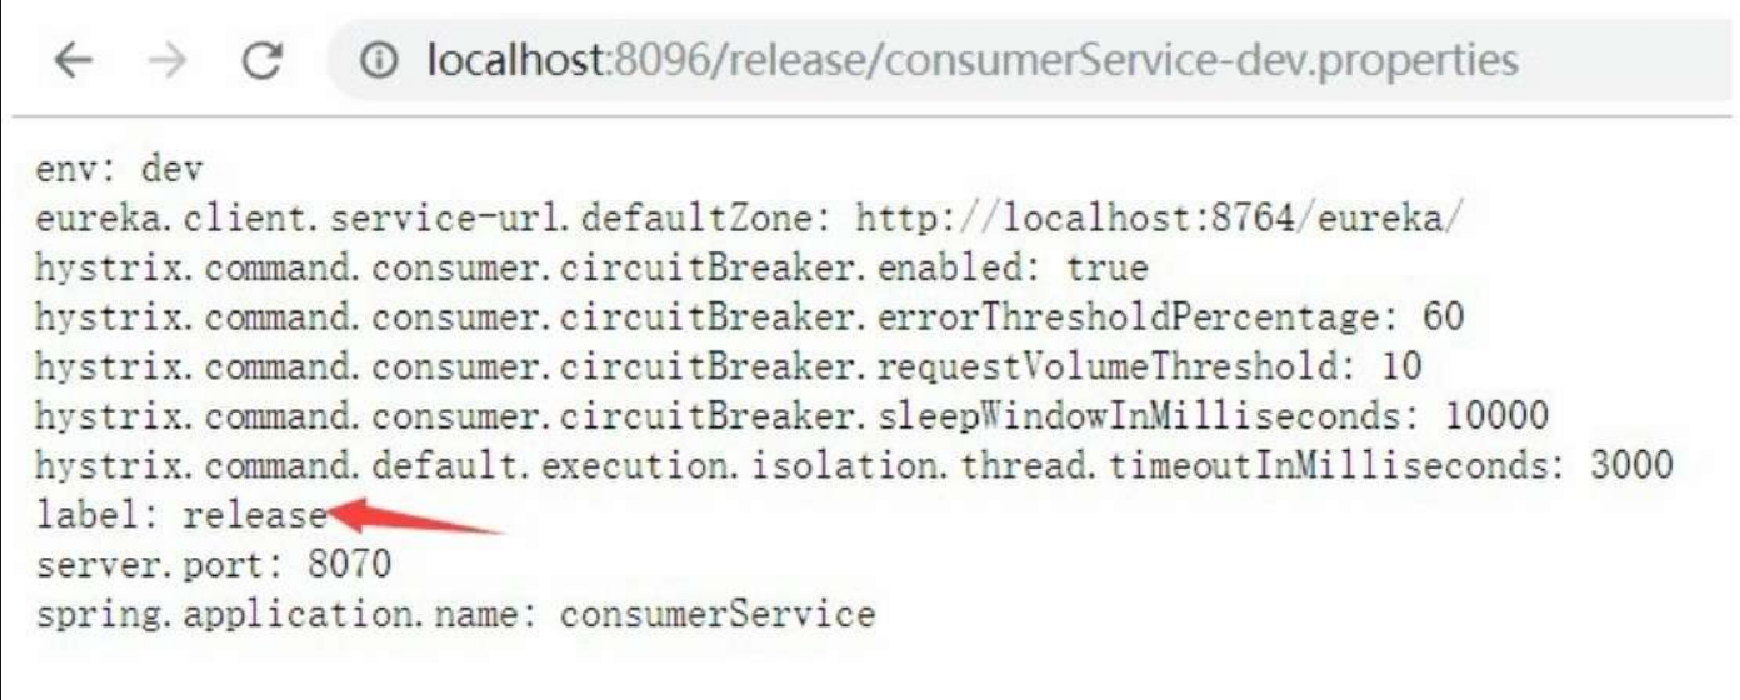 localhost:8096/release/consumerService-dev.properties
env: dev
eureka.client.service-url.defaultZone: http://localhost:8764/eureka/
hystrix.command.consumer.circuitBreaker.enabled: true
hystrix.command.consumer.circuitBreaker.errorThresholdPercentage: 60
hystrix.command.consumer.circuitBreaker.requestVolumeThreshold: 10
hystrix.command.consumer.circuitBreaker.sleepWindowInMilliseconds: 10000
hystrix.command.default.execution.isolation.thread.timeoutInMilliseconds: 3000
label: release
server.port: 8070
spring.application.name: consumerService